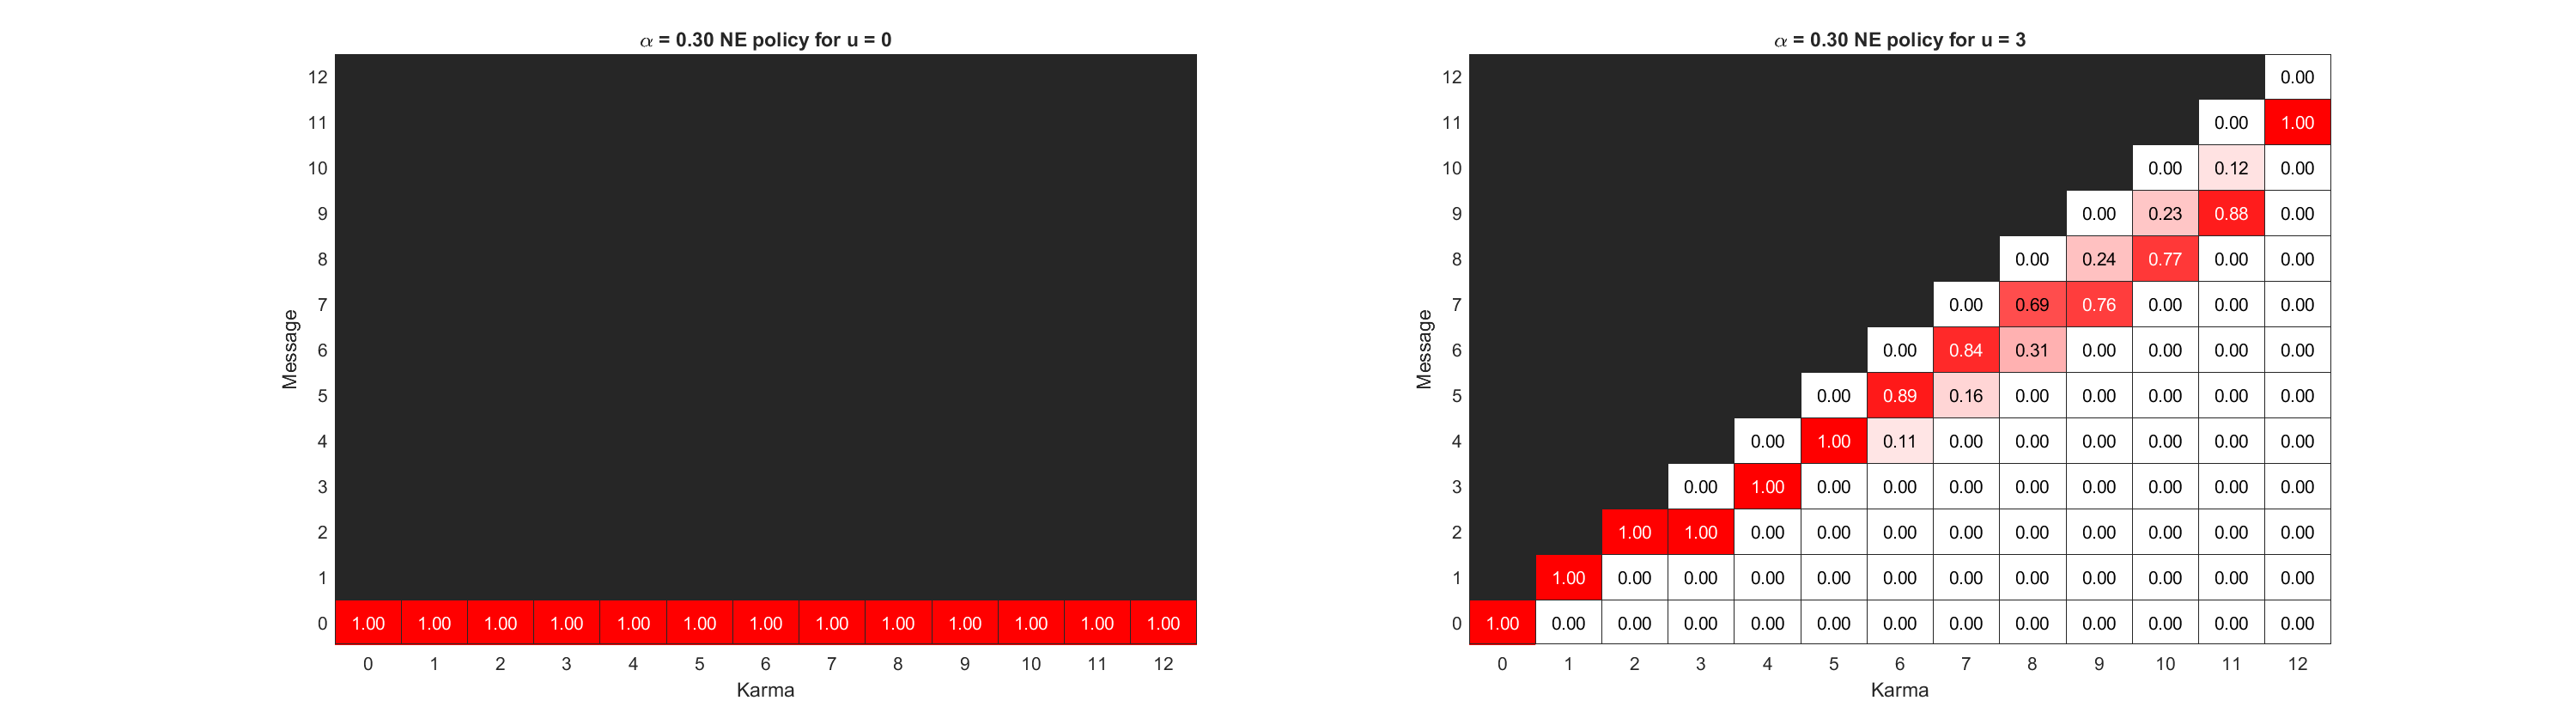 α = 0.30 NE policy for u = 0
Message
12
11
10
9
8
7
6
5
4
3
2
1
0
1.00 1.00 1.00 1.00 1.00 1.00 1.00 1.00 1.00 1.00 1.00 1.00 1.00
0 1 2 3 4 5 6 7 8 9 10 11 12
Karma
α = 0.30 NE policy for u = 3
Message
12 0.00
11 0.00 1.00
10 0.00 0.12 0.00
9 0.00 0.23 0.88 0.00
8 0.00 0.24 0.77 0.00 0.00
7 0.00 0.69 0.76 0.00 0.00 0.00
6 0.00 0.84 0.31 0.00 0.00 0.00 0.00
5 0.00 0.89 0.16 0.00 0.00 0.00 0.00 0.00
4 0.00 1.00 0.11 0.00 0.00 0.00 0.00 0.00 0.00
3 0.00 1.00 0.00 0.00 0.00 0.00 0.00 0.00 0.00 0.00
2 1.00 1.00 0.00 0.00 0.00 0.00 0.00 0.00 0.00 0.00 0.00
1 1.00 0.00 0.00 0.00 0.00 0.00 0.00 0.00 0.00 0.00 0.00 0.00
0 1.00 0.00 0.00 0.00 0.00 0.00 0.00 0.00 0.00 0.00 0.00 0.00 0.00
0 1 2 3 4 5 6 7 8 9 10 11 12
Karma